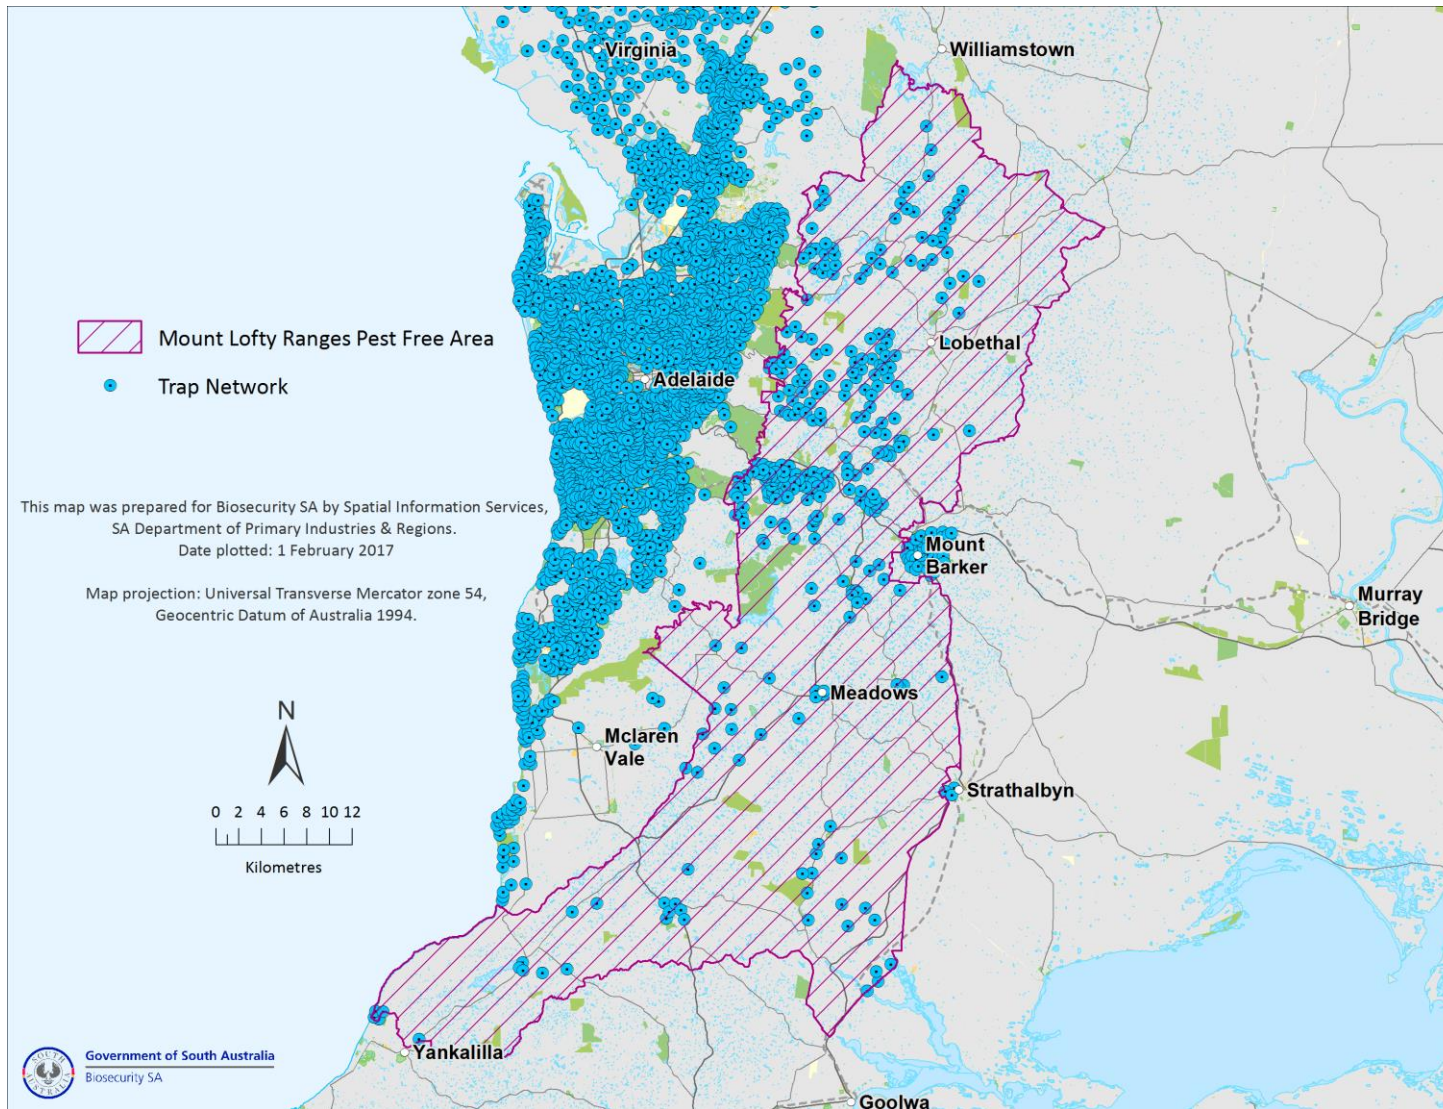 Virginia
Williamstown
Mount Lofty Ranges Pest Free Area
Lobethal
Trap Network
Adelaide
This map was prepared for Biosecurity SA by Spatial Information Services,
SA Department of Primary Industries & Regions.
Date plotted: 1 February 2017
Map projection: Universal Transverse Mercator zone 54,
Geocentric Datum of Australia 1994.
Mount
Barker
Murray
Bridge
Meadows
N
Mclaren
Vale
Strathalbyn
0 2 4 6 8 10 12
Kilometres
Yankalilla
SOUTH AUSTRALIA
Government of South Australia
Biosecurity SA
Goolwa